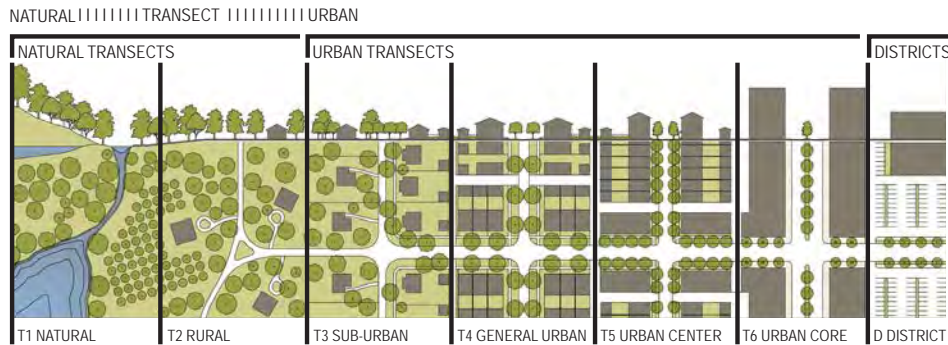 NATURAL I I I I I I I I TRANSECT I I I I I I I I I I URBAN
NATURAL TRANSECTS
URBAN TRANSECTS
DISTRICTS
T1 NATURAL
T2 RURAL
T3 SUB-URBAN
T4 GENERAL URBAN
T5 URBAN CENTER
T6 URBAN CORE
D DISTRICT